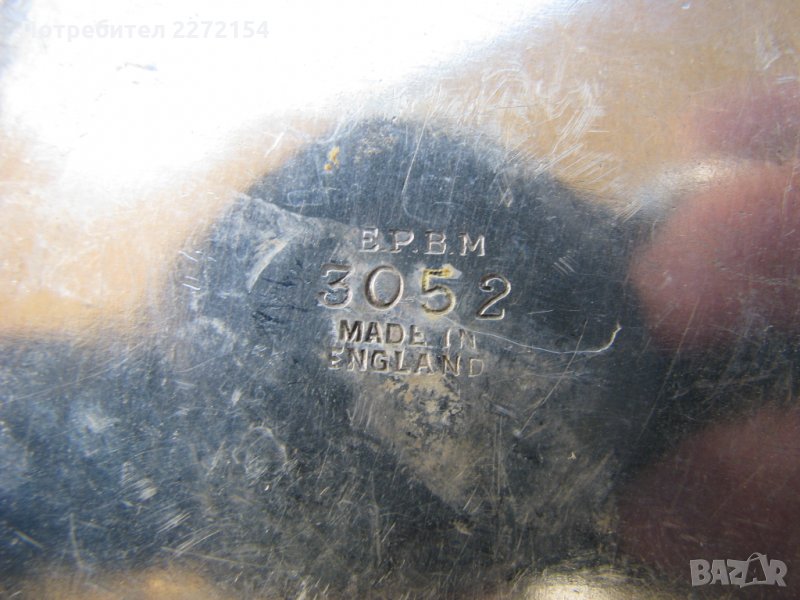 Потребител 2272154
E.P.B.M
3052
MADE IN
ENGLAND
BAZAR